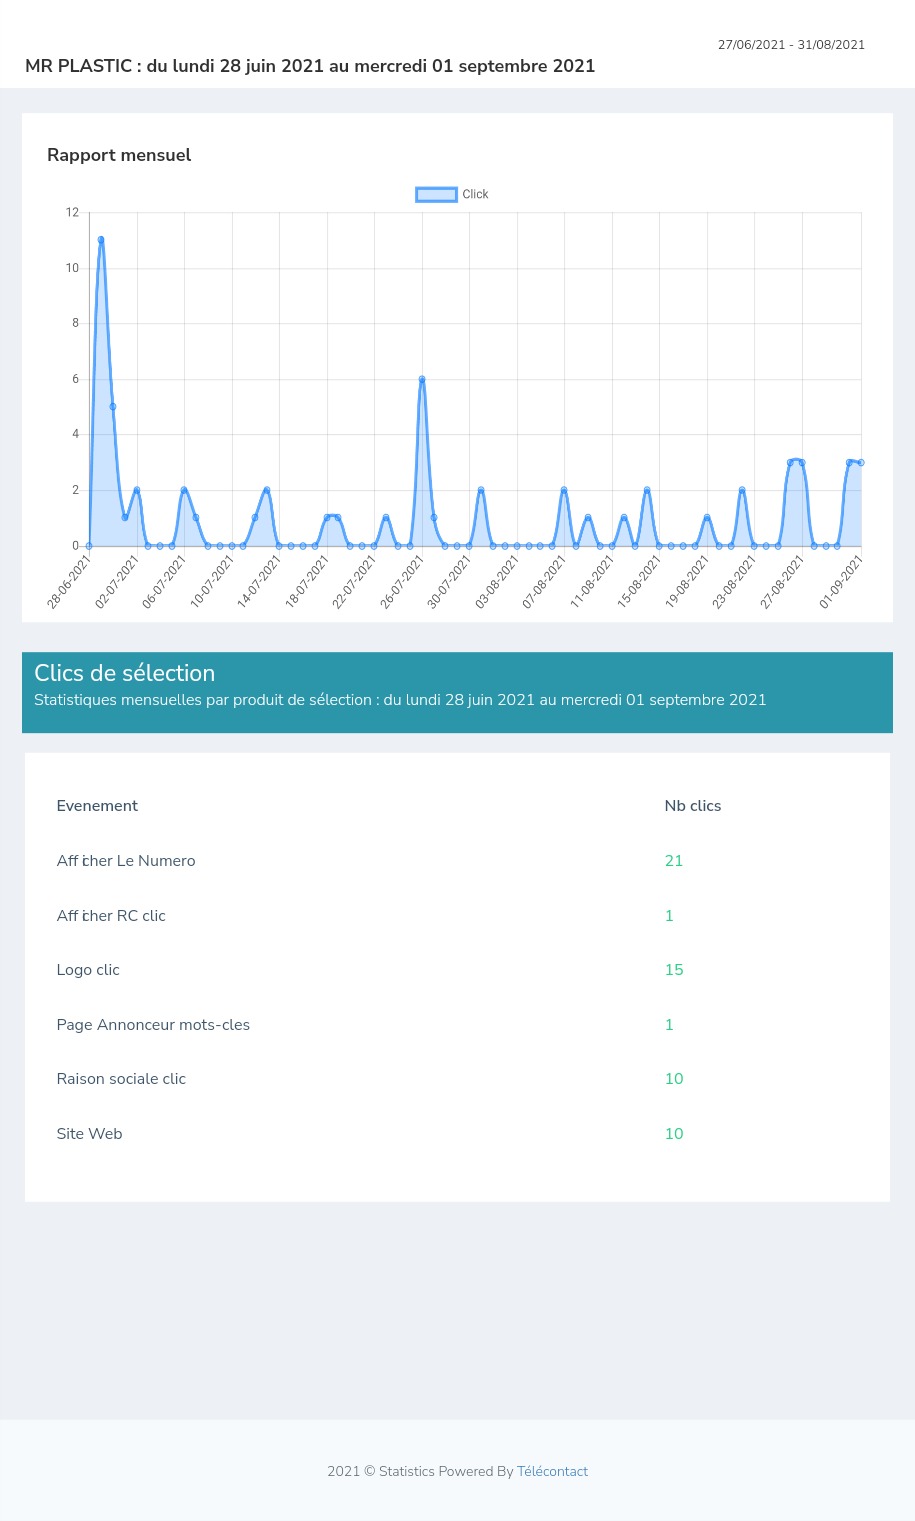 27/06/2021 - 31/08/2021
MR PLASTIC : du lundi 28 juin 2021 au mercredi 01 septembre 2021
Rapport mensuel
Click
12
10
8
6
4
2
0
28-06-2021
02-07-2021
06-07-2021
10-07-2021
14-07-2021
18-07-2021
22-07-2021
26-07-2021
30-07-2021
03-08-2021
07-08-2021
11-08-2021
15-08-2021
19-08-2021
23-08-2021
27-08-2021
01-09-2021
Clics de sélection
Statistiques mensuelles par produit de sélection : du lundi 28 juin 2021 au mercredi 01 septembre 2021
Evenement Nb clics
Afficher Le Numero 21
Afficher RC clic 1
Logo clic 15
Page Annonceur mots-cles 1
Raison sociale clic 10
Site Web 10
2021 © Statistics Powered By Télécontact